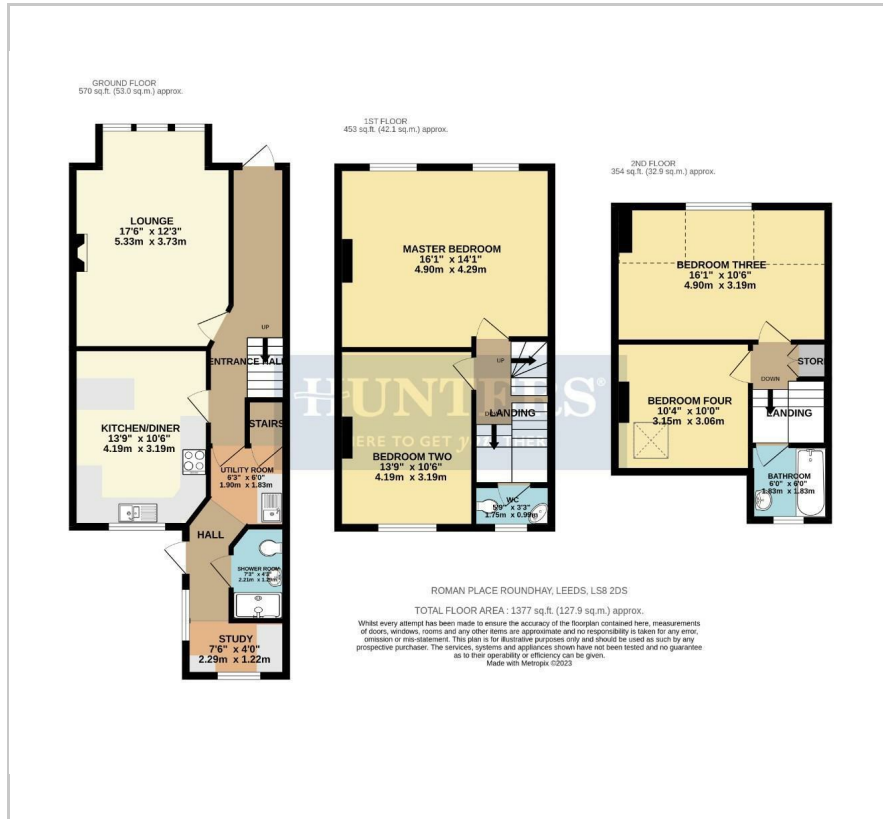 GROUND FLOOR
570 sq.ft. (53.0 sq.m.) approx.
LOUNGE
17'6" x 12'3"
5.33m x 3.73m
UP
ENTRANCE HALL
KITCHEN/DINER
13'9" x 10'6"
4.19m x 3.19m
STAIRS
UTILITY ROOM
6'3" x 6'0"
1.90m x 1.83m
HALL
SHOWER ROOM
STUDY
7'6" x 4'0"
2.29m x 1.22m
1ST FLOOR
453 sq.ft. (42.1 sq.m.) approx.
MASTER BEDROOM
16'1" x 14'1"
4.90m x 4.29m
UP
LANDING
BEDROOM TWO
13'9" x 10'6"
4.19m x 3.19m
WC
5'9" x 3'3"
1.75m x 0.99m
2ND FLOOR
354 sq.ft. (32.9 sq.m.) approx.
BEDROOM THREE
16'1" x 10'6"
4.90m x 3.19m
STORE
DOWN
LANDING
BEDROOM FOUR
10'4" x 10'0"
3.15m x 3.06m
BATHROOM
6'0" x 6'0"
1.83m x 1.83m
HUNTERS®
HERE TO GET you THERE
ROMAN PLACE ROUNDHAY, LEEDS, LS8 2DS
TOTAL FLOOR AREA : 1377 sq.ft. (127.9 sq.m.) approx.
Whilst every attempt has been made to ensure the accuracy of the floorplan contained here, measurements
of doors, windows, rooms and any other items are approximate and no responsibility is taken for any error,
omission or mis-statement. This plan is for illustrative purposes only and should be used as such by any
prospective purchaser. The services, systems and appliances shown have not been tested and no guarantee
as to their operability or efficiency can be given.
Made with Metropix ©2023